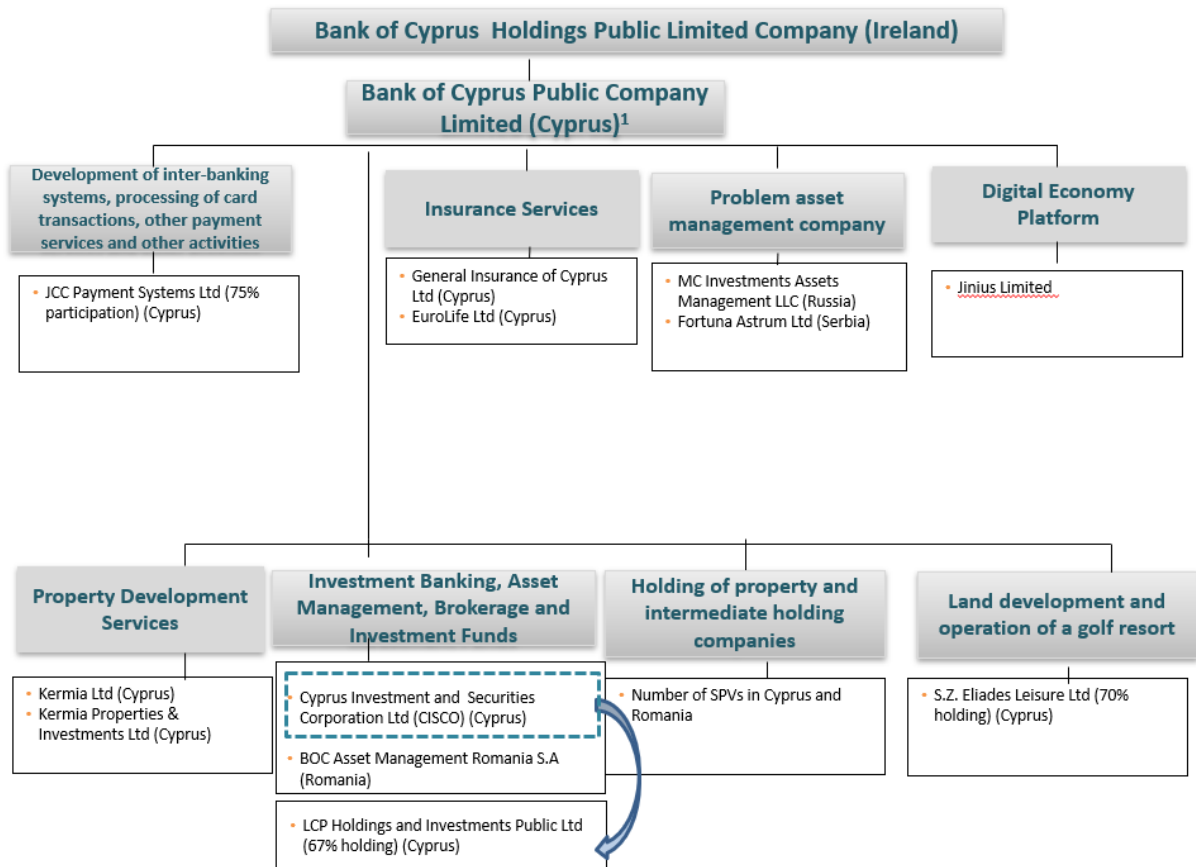 Bank of Cyprus Holdings Public Limited Company (Ireland)
Bank of Cyprus Public Company
Limited (Cyprus)1
Development of inter-banking
systems, processing of card
transactions, other payment
services and other activities
• JCC Payment Systems Ltd (75%
participation) (Cyprus)
Insurance Services
• General Insurance of Cyprus
Ltd (Cyprus)
• EuroLife Ltd (Cyprus)
Problem asset
management company
• MC Investments Assets
Management LLC (Russia)
• Fortuna Astrum Ltd (Serbia)
Digital Economy
Platform
• Jinius Limited
Property Development
Services
• Kermia Ltd (Cyprus)
• Kermia Properties &
Investments Ltd (Cyprus)
Investment Banking, Asset
Management, Brokerage and
Investment Funds
• Cyprus Investment and Securities
Corporation Ltd (CISCO) (Cyprus)
• BOC Asset Management Romania S.A
(Romania)
• LCP Holdings and Investments Public Ltd
(67% holding) (Cyprus)
Holding of property and
intermediate holding
companies
• Number of SPVs in Cyprus and
Romania
Land development and
operation of a golf resort
• S.Z. Eliades Leisure Ltd (70%
holding) (Cyprus)